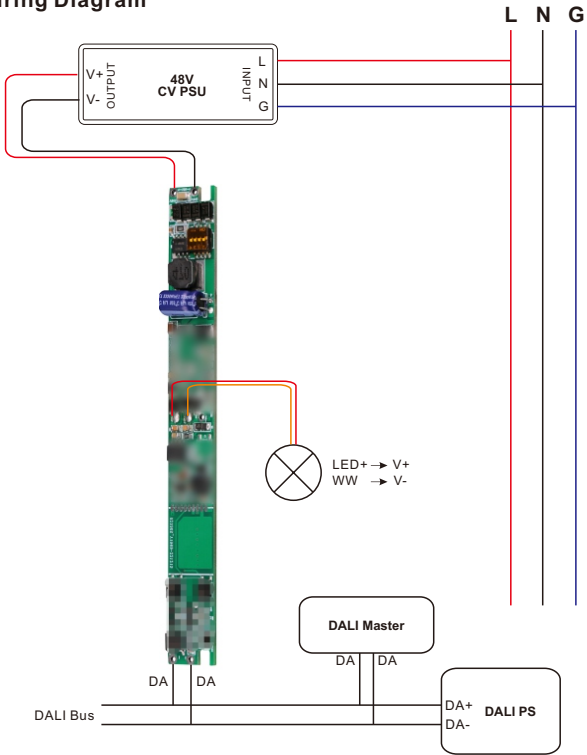 ring Diagram
L N G
V+
V-
OUTPUT
48V
CV PSU
INPUT
L
N
G
LED+ → V+
WW → V-
DALI Master
DA DA
DA DA
DALI Bus
DA+
DA-
DALI PS